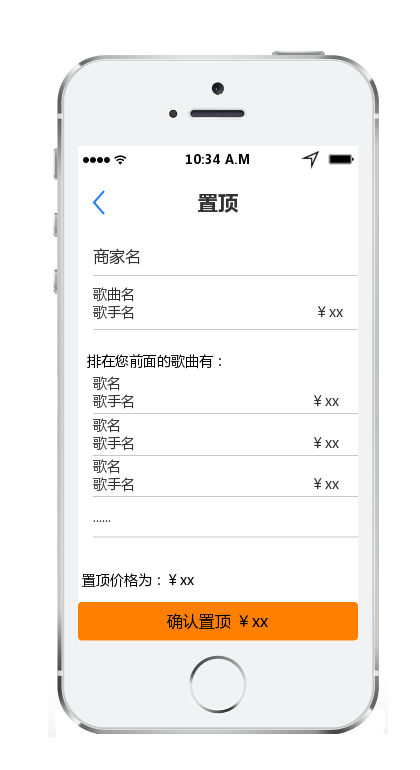 10:34 A.M
置顶
商家名
歌曲名
歌手名 ￥xx
排在您前面的歌曲有：
歌名
歌手名 ￥xx
歌名
歌手名 ￥xx
歌名
歌手名 ￥xx
......
置顶价格为：￥xx
确认置顶 ￥xx